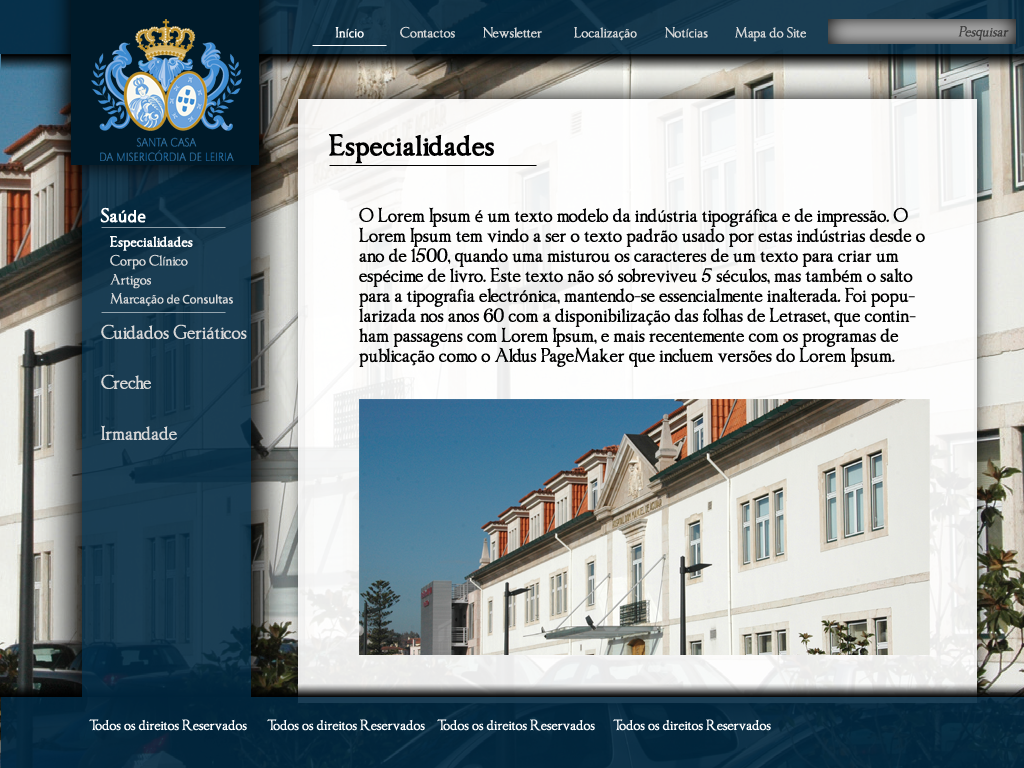 Início Contactos Newsletter Localização Notícias Mapa do Site Pesquisar
SANTA CASA
DA MISERICÓRDIA DE LEIRIA
Saúde
Especialidades
Corpo Clínico
Artigos
Marcação de Consultas
Cuidados Geriáticos
Creche
Irmandade
Especialidades
O Lorem Ipsum é um texto modelo da indústria tipográfica e de impressão. O
Lorem Ipsum tem vindo a ser o texto padrão usado por estas indústrias desde o
ano de 1500, quando uma misturou os caracteres de um texto para criar um
espécime de livro. Este texto não só sobreviveu 5 séculos, mas também o salto
para a tipografia electrónica, mantendo-se essencialmente inalterada. Foi popu-
larizada nos anos 60 com a disponibilização das folhas de Letraset, que contin-
ham passagens com Lorem Ipsum, e mais recentemente com os programas de
publicação como o Aldus PageMaker que incluem versões do Lorem Ipsum.
Todos os direitos Reservados Todos os direitos Reservados Todos os direitos Reservados Todos os direitos Reservados